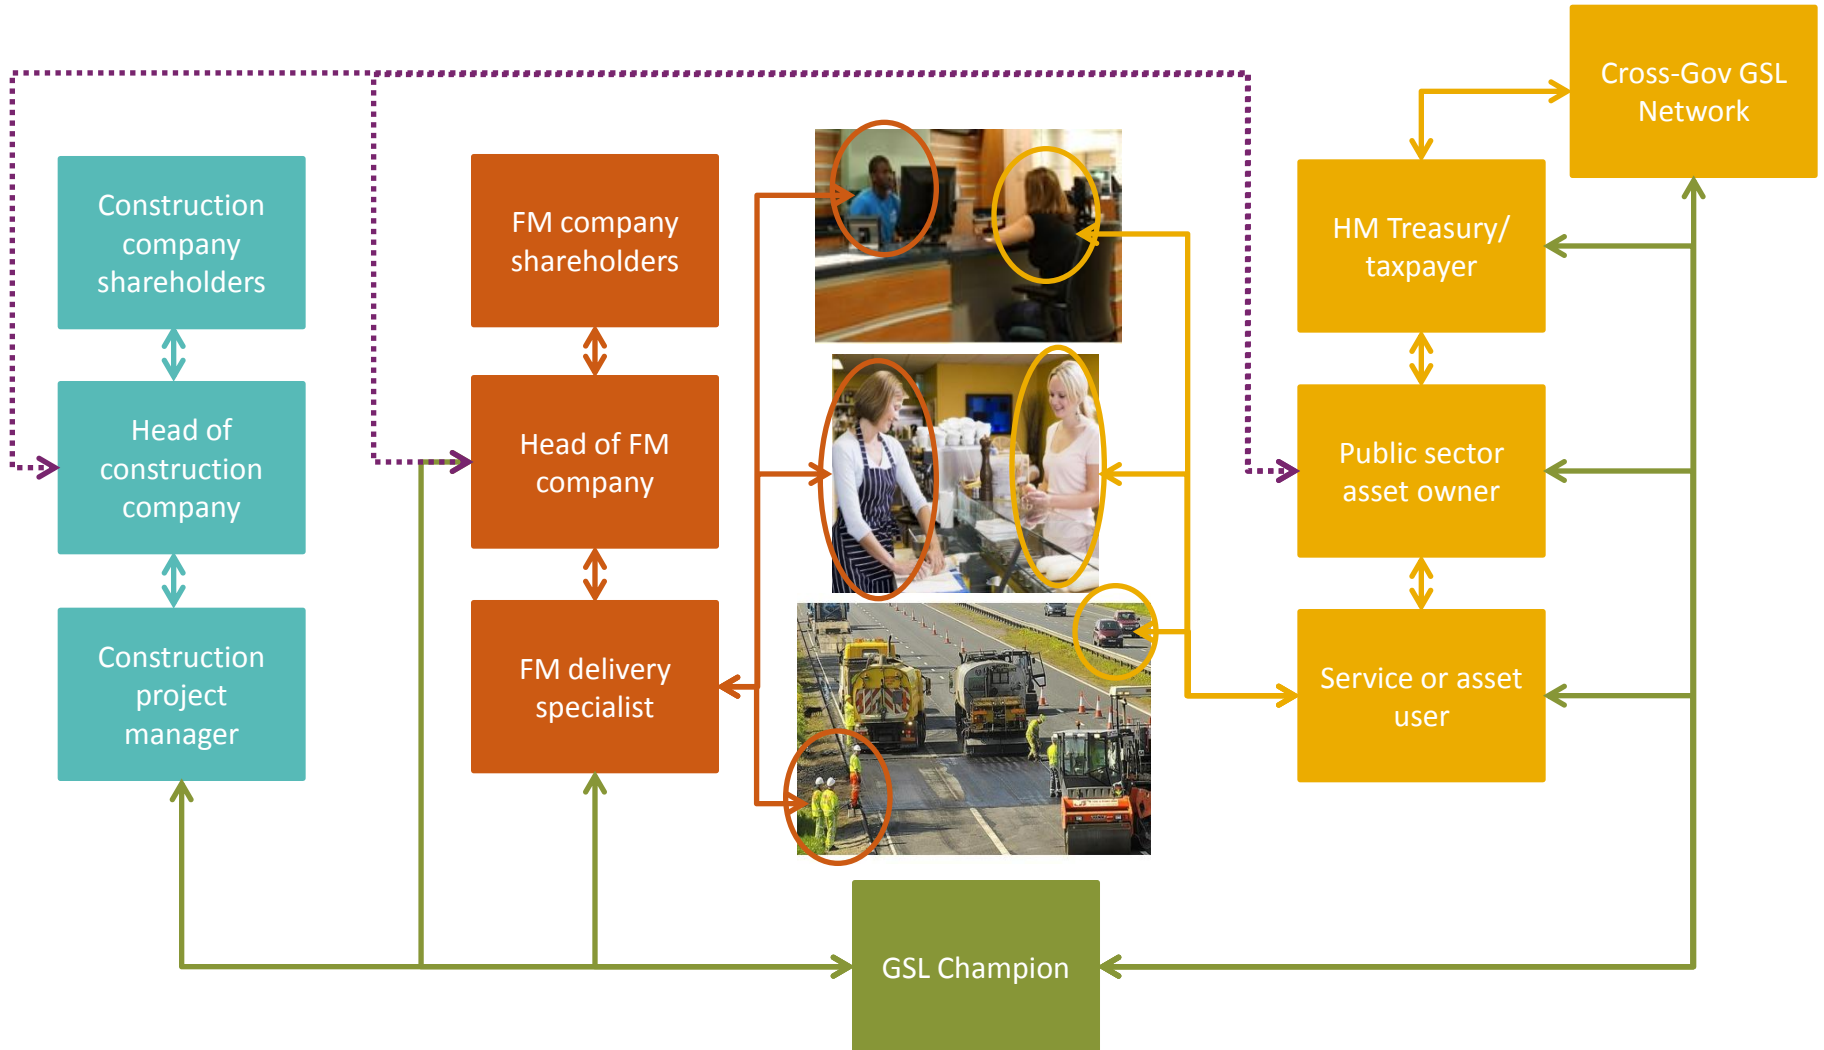 Cross-Gov GSL
Network
Construction
company
shareholders
FM company
shareholders
HM Treasury/
taxpayer
Head of
construction
company
Head of FM
company
Public sector
asset owner
Construction
project
manager
FM delivery
specialist
Service or asset
user
GSL Champion